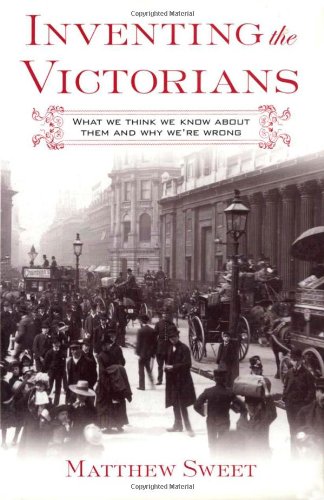 INVENTING the
VICTORIANS
WHAT WE THINK WE KNOW ABOUT
THEM AND WHY WE'RE WRONG
MATTHEW SWEET